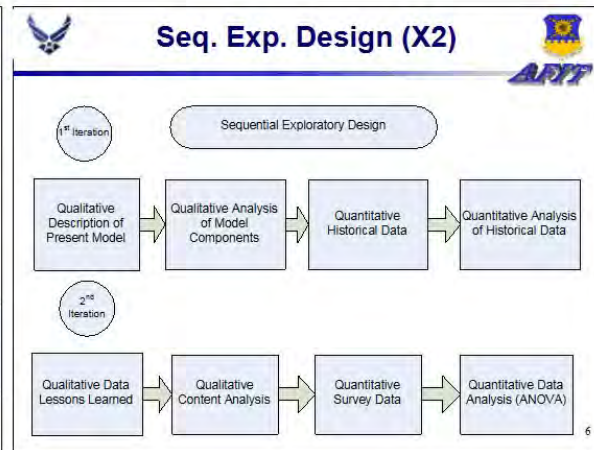 Seq. Exp. Design (X2)
AFIT
1st Iteration
Sequential Exploratory Design
Qualitative
Description of
Present Model
Qualitative Analysis
of Model
Components
Quantitative
Historical Data
Quantitative Analysis
of Historical Data
2nd
Iteration
Qualitative Data
Lessons Learned
Qualitative
Content Analysis
Quantitative
Survey Data
Quantitative Data
Analysis (ANOVA)
6